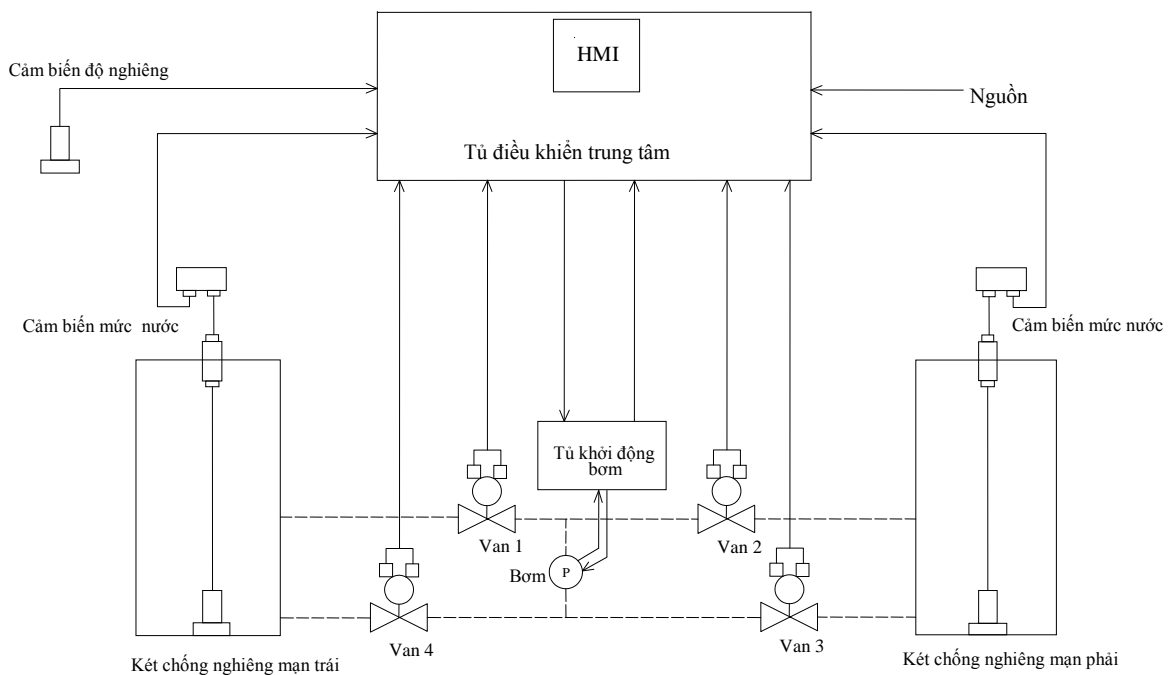 HMI
Cảm biến độ nghiêng
Nguồn
Tủ điều khiển trung tâm
Cảm biến mức nước
Cảm biến mức nước
Tủ khởi động
bơm
Van 1
Van 2
Bơm
P
Van 4
Van 3
Két chống nghiêng mạn trái
Két chống nghiêng mạn phải